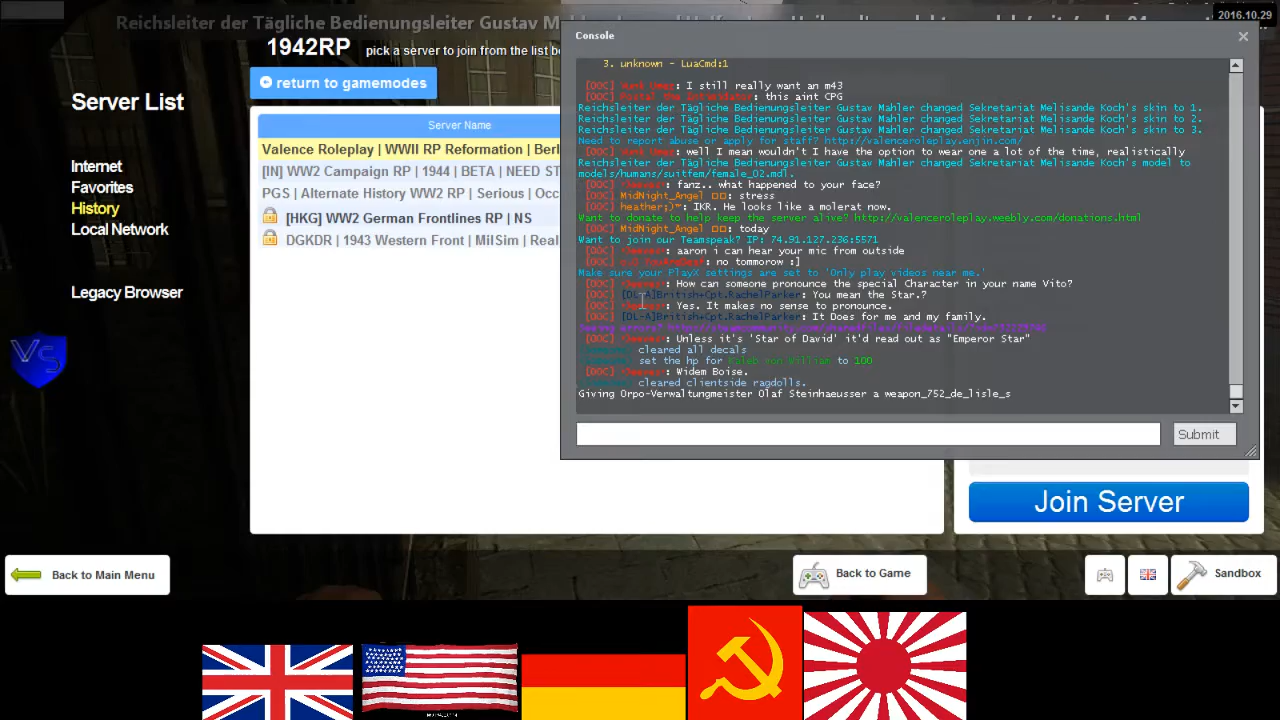 Reichsleiter der Tägliche Bedienungsleiter Gustav M
2016.10.29
1942RP pick a server to join from the list be
return to gamemodes
Server List
Internet
Favorites
History
Local Network
Legacy Browser
Server Name
Valence Roleplay | WWII RP Reformation | Berl
[IN] WW2 Campaign RP | 1944 | BETA | NEED ST
PGS | Alternate History WW2 RP | Serious | Occ
[HKG] WW2 German Frontlines RP | NS
DGKDR | 1943 Western Front | MilSim | Real
Console
3. unknown - LuaCmd:1
[OOC] : I still really want an m43
[OOC] : this aint CPG
Reichsleiter der Tägliche Bedienungsleiter Gustav Mahler changed Sekretariat Melisande Koch's skin to 1.
Reichsleiter der Tägliche Bedienungsleiter Gustav Mahler changed Sekretariat Melisande Koch's skin to 2.
Reichsleiter der Tägliche Bedienungsleiter Gustav Mahler changed Sekretariat Melisande Koch's skin to 3.
Need to report abuse or apply for staff? http://valenceroleplay.enjin.com/
[OOC] : well I mean wouldn't I have the option to use one a lot of the time, realistically
Reichsleiter der Tägliche Bedienungsleiter Gustav Mahler changed Sekretariat Melisande Koch's model to
models/humans/suitfem/female_02.mdl.
[OOC] : fanz.. what happened to your face?
[OOC] MidNight_Angel : stress
[OOC] heather;)™: IKR. He looks like a molerat now.
Want to donate to help keep the server alive? http://valenceroleplay.weebly.com/donations.html
[OOC] MidNight_Angel : today
Want to join our Teamspeak? IP: 74.91.127.236:5571
[OOC] : aaron i can hear your mic from outside
[OOC] : no tommorow :]
Make sure your PlayX settings are set to 'Only play videos near me.'
[OOC] : How can someone pronounce the special Character in your name Vito?
[OOC] [DL-A]British+Cpt.RachelParker: You mean the Star.?
[OOC] : Yes. It makes no sense to pronounce.
[OOC] [DL-A]British+Cpt.RachelParker: It Does for me and my family.
Seeing errors?
[OOC] : Unless it's 'Star of David' it'd read out as "Emperor Star"
cleared all decals
set the hp for Kaleb von William to 100
[OOC] : Widem Boise.
cleared clientside ragdolls.
Giving Orpo-Verwaltungmeister Olaf Steinhaeusser a weapon_752_de_lisle_s
Submit
Join Server
VS
Back to Main Menu
Back to Game
Sandbox